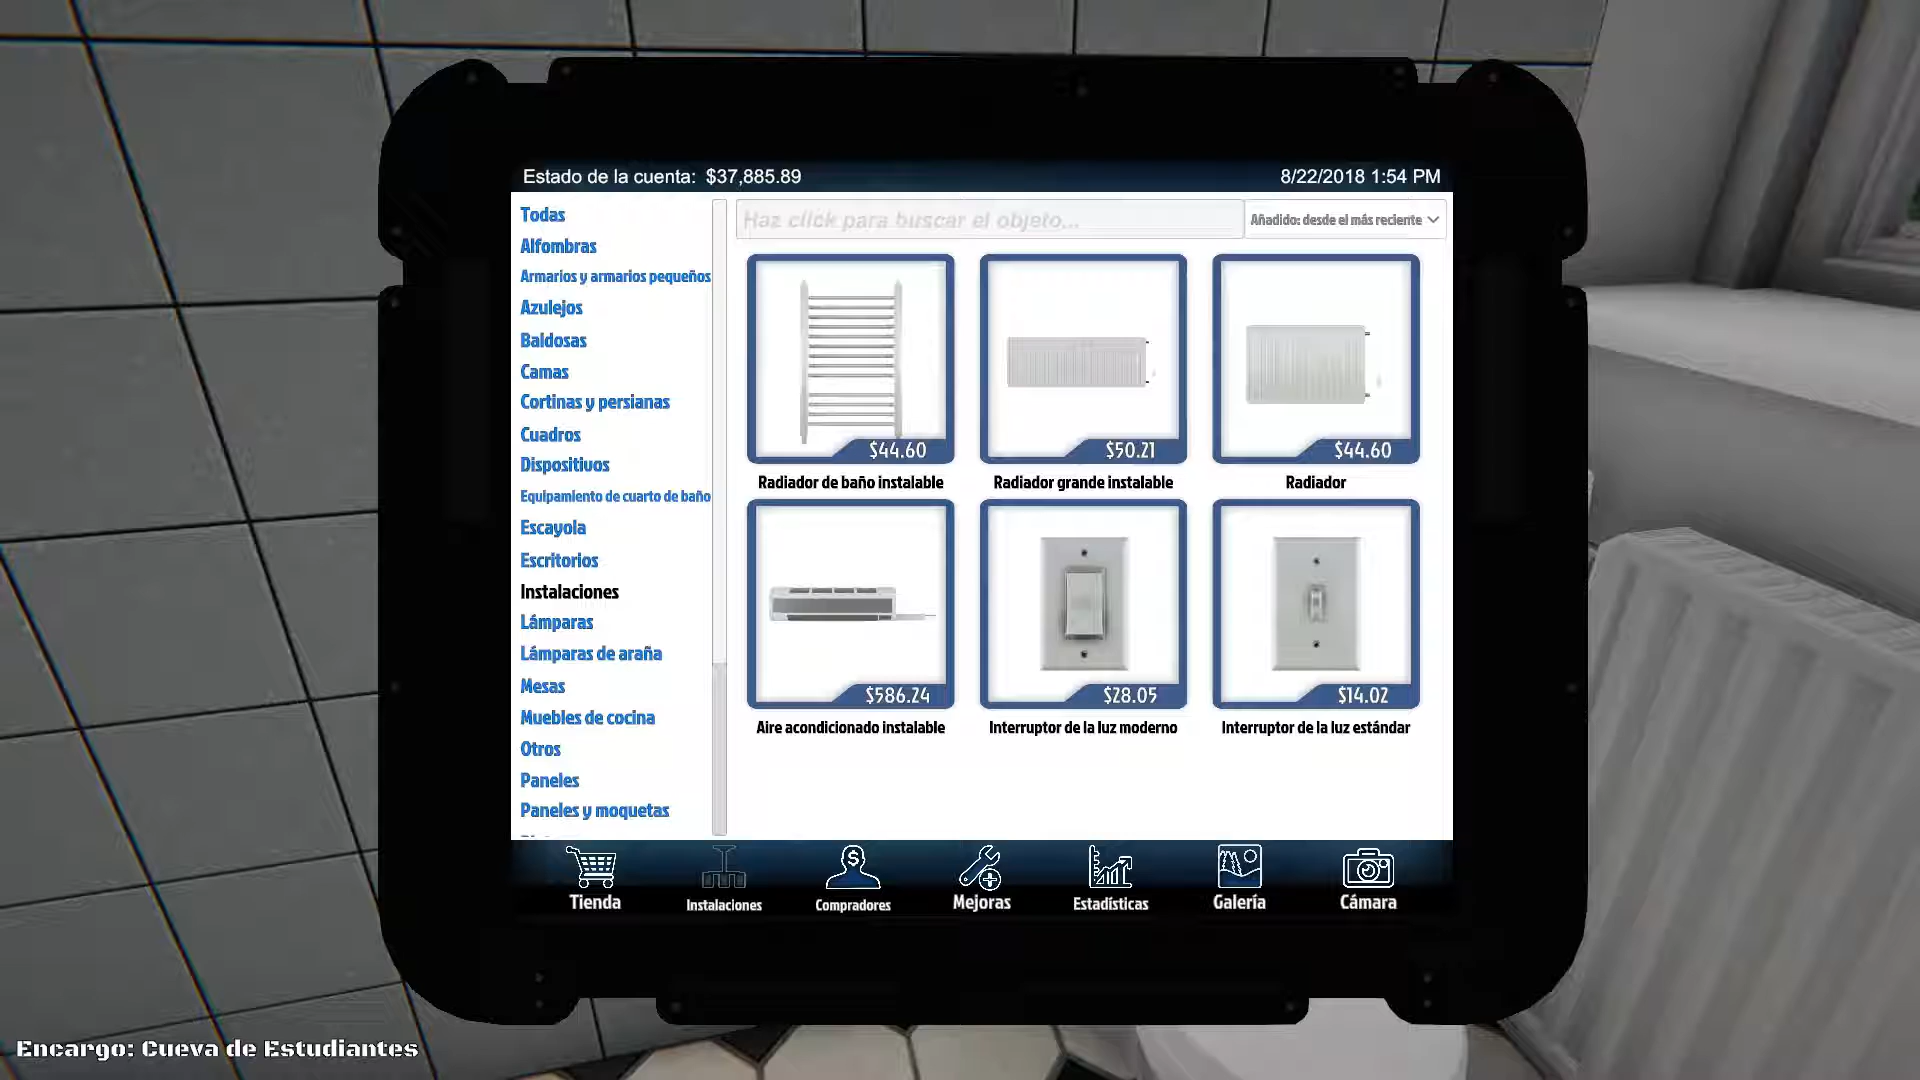 Estado de la cuenta: $37,885.89
8/22/2018 1:54 PM
Todas
Alfombras
Armarios y armarios pequeños
Azulejos
Baldosas
Camas
Cortinas y persianas
Cuadros
Dispositivos
Equipamiento de cuarto de baño
Escayola
Escritorios
Instalaciones
Lámparas
Lámparas de araña
Mesas
Muebles de cocina
Otros
Paneles
Paneles y moquetas
Haz click para buscar el objeto...
Añadido: desde el más reciente
$44.60
$50.21
$44.60
Radiador de baño instalable
Radiador grande instalable
Radiador
$586.24
$28.05
$14.02
Aire acondicionado instalable
Interruptor de la luz moderno
Interruptor de la luz estándar
Tienda
Instalaciones
Compradores
Mejoras
Estadísticas
Galería
Cámara
Encargo: Cueva de Estudiantes